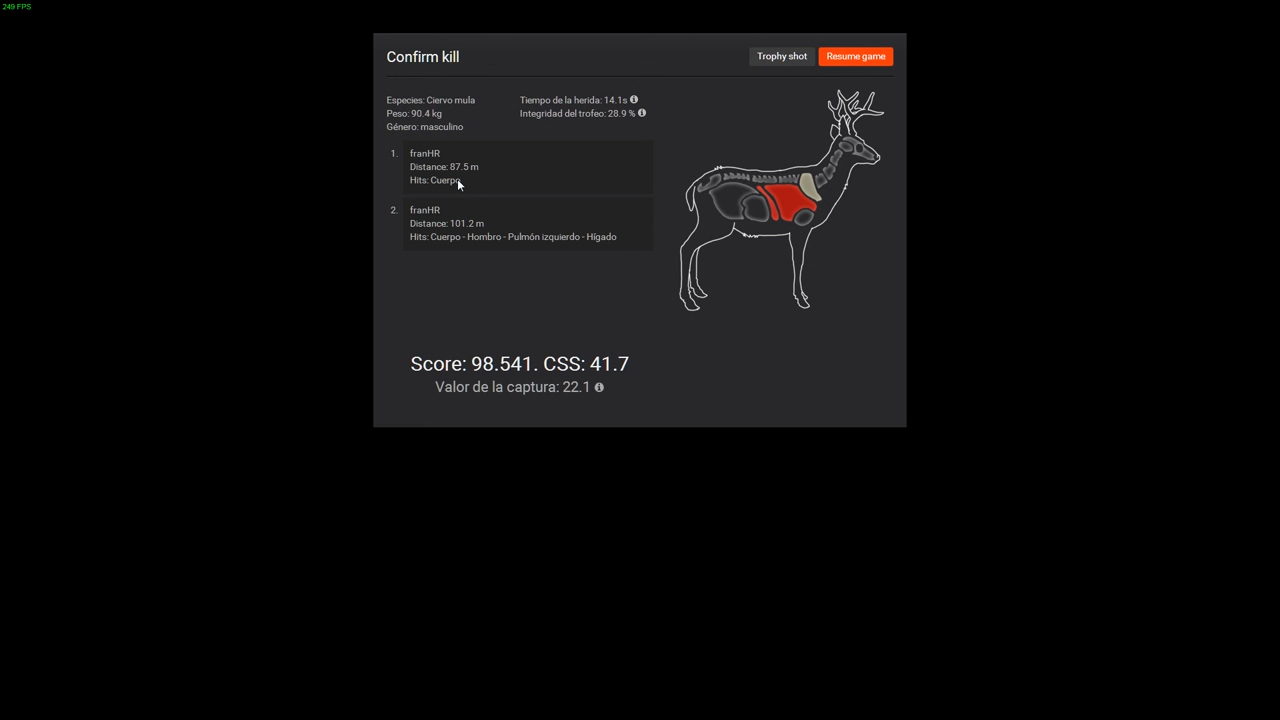 249 FPS
Confirm kill
Trophy shot
Resume game
Especies: Ciervo mula
Peso: 90.4 kg
Género: masculino
Tiempo de la herida: 14.1s
Integridad del trofeo: 28.9 %
1. franHR
Distance: 87.5 m
Hits: Cuerpo
2. franHR
Distance: 101.2 m
Hits: Cuerpo - Hombro - Pulmón izquierdo - Hígado
Score: 98.541. CSS: 41.7
Valor de la captura: 22.1